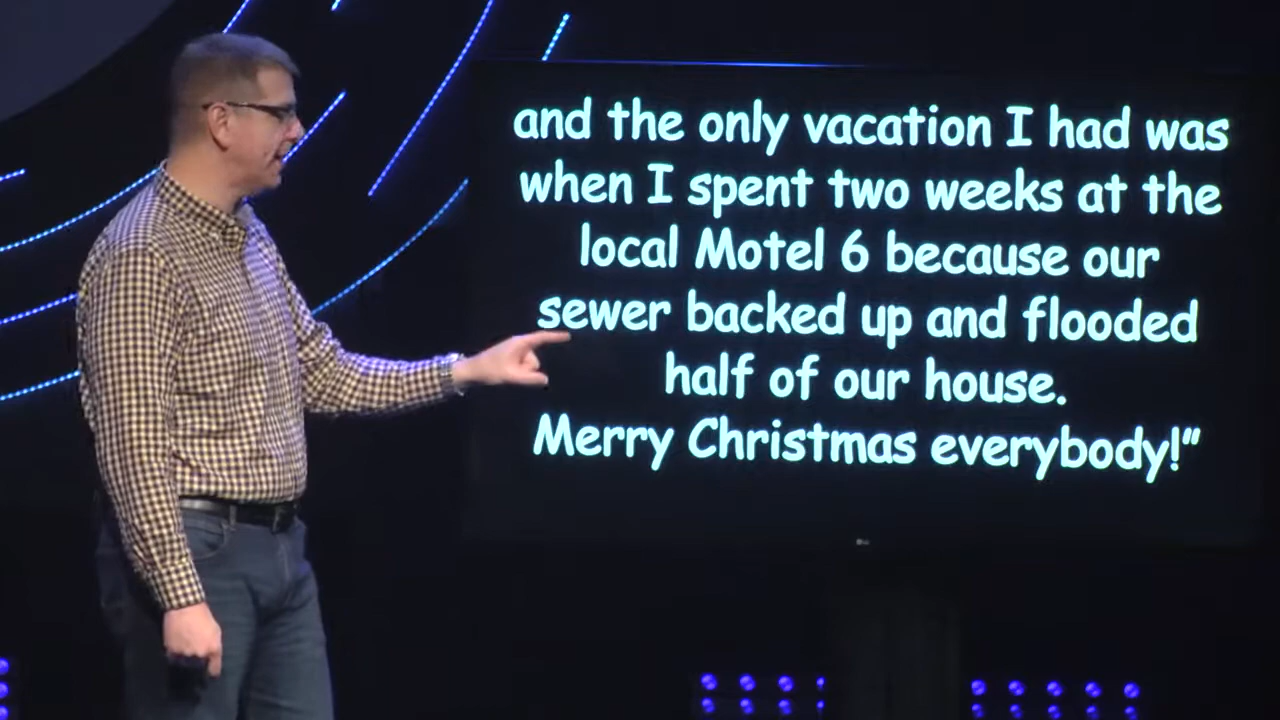 and the only vacation I had was
when I spent two weeks at the
local Motel 6 because our
sewer backed up and flooded
half of our house.
Merry Christmas everybody!”
LG